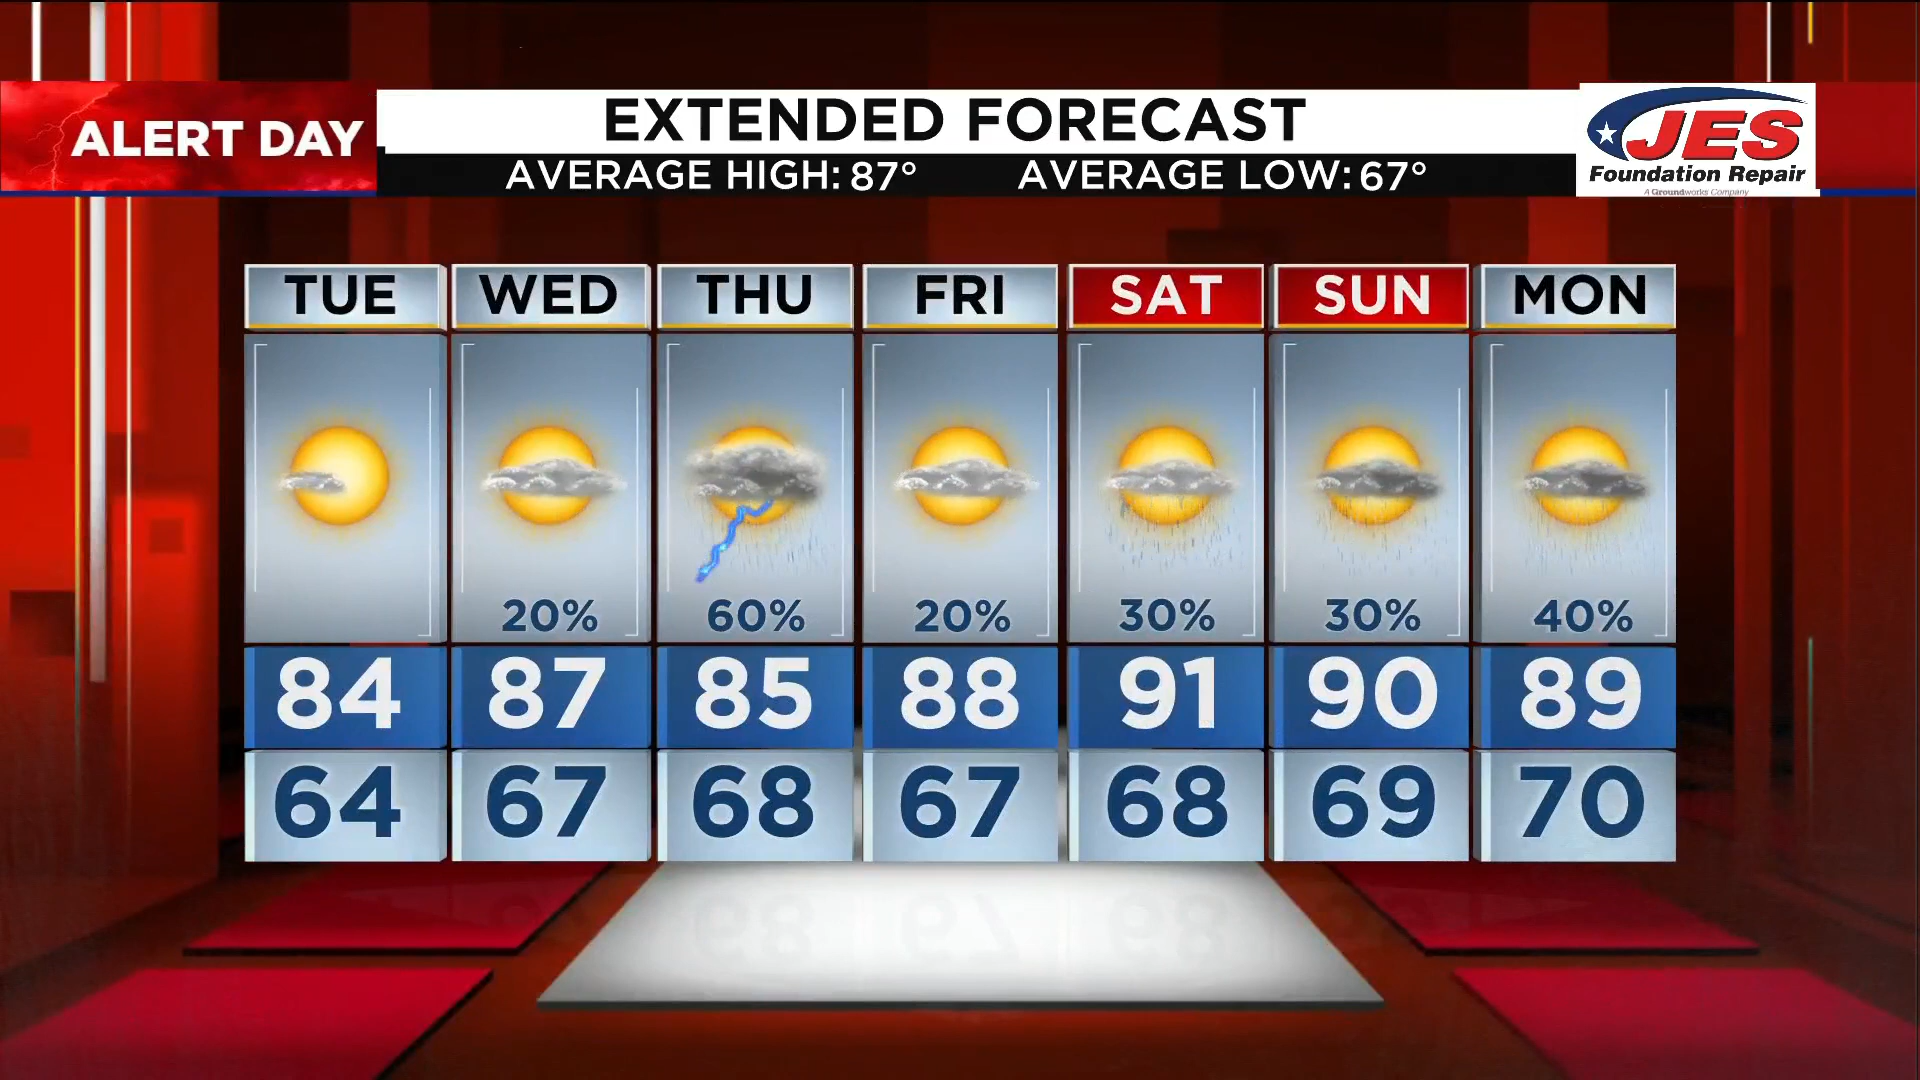 ALERT DAY
EXTENDED FORECAST
AVERAGE HIGH: 87° AVERAGE LOW: 67°
JES
Foundation Repair
A Groundworks Company
TUE WED THU FRI SAT SUN MON
20% 60% 20% 30% 30% 40%
84 87 85 88 91 90 89
64 67 68 67 68 69 70